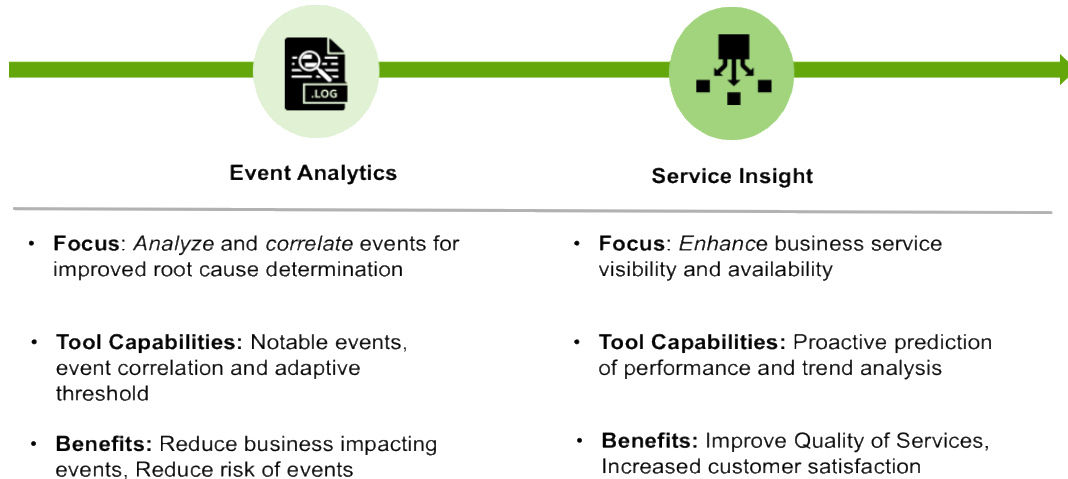 .LOG
Event Analytics
Service Insight
• Focus: Analyze and correlate events for
improved root cause determination
• Tool Capabilities: Notable events,
event correlation and adaptive
threshold
• Benefits: Reduce business impacting
events, Reduce risk of events
• Focus: Enhance business service
visibility and availability
• Tool Capabilities: Proactive prediction
of performance and trend analysis
• Benefits: Improve Quality of Services,
Increased customer satisfaction